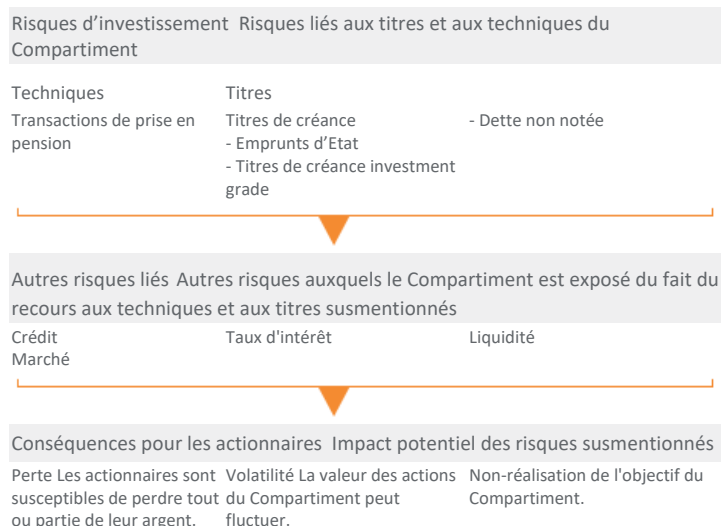 Risques d’investissement Risques liés aux titres et aux techniques du
Compartiment
Techniques
Transactions de prise en
pension
Titres
Titres de créance
- Emprunts d’Etat
- Titres de créance investment
grade
- Dette non notée
Autres risques liés Autres risques auxquels le Compartiment est exposé du fait du
recours aux techniques et aux titres susmentionnés
Crédit
Marché
Taux d'intérêt
Liquidité
Conséquences pour les actionnaires Impact potentiel des risques susmentionnés
Perte Les actionnaires sont
susceptibles de perdre tout
ou partie de leur argent.
Volatilité La valeur des actions
du Compartiment peut
fluctuer.
Non-réalisation de l'objectif du
Compartiment.